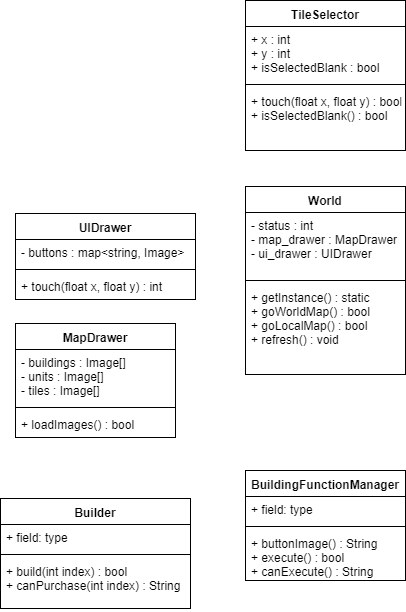 TileSelector
+ x : int
+ y : int
+ isSelectedBlank : bool
+ touch(float x, float y) : bool
+ isSelectedBlank() : bool
World
- status : int
- map_drawer : MapDrawer
- ui_drawer : UIDrawer
+ getInstance() : static
+ goWorldMap() : bool
+ goLocalMap() : bool
+ refresh() : void
UIDrawer
- buttons : map<string, Image>
+ touch(float x, float y) : int
MapDrawer
- buildings : Image[]
- units : Image[]
- tiles : Image[]
+ loadImages() : bool
BuildingFunctionManager
+ field: type
+ buttonImage() : String
+ execute() : bool
+ canExecute() : String
Builder
+ field: type
+ build(int index) : bool
+ canPurchase(int index) : String